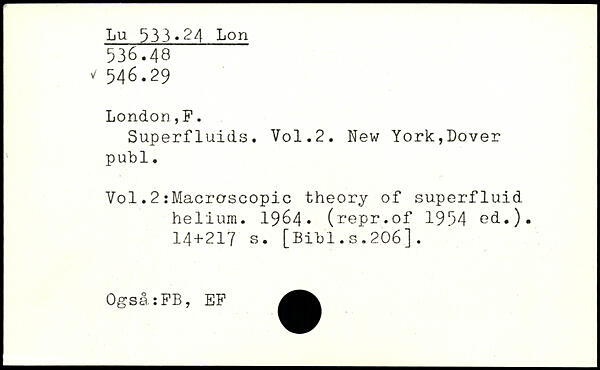 Lu 533.24 Lon
536.48
√ 546.29
London,F.
Superfluids. Vol.2. New York,Dover
publ.
Vol.2:Macroscopic theory of superfluid
helium. 1964. (repr.of 1954 ed.).
14+217 s. [Bibl.s.206].
Også:FB, EF